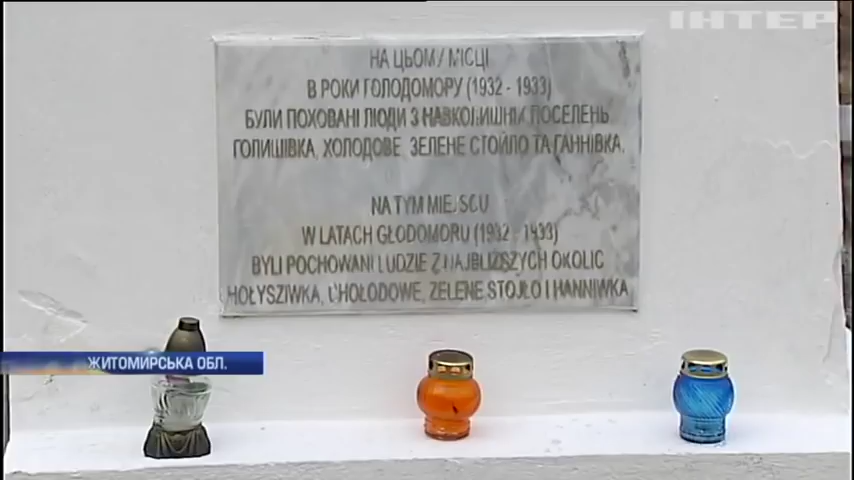 ІНТЕР
НА ЦЬОМУ МІСЦІ
В РОКИ ГОЛОДОМОРУ (1932 - 1933)
БУЛИ ПОХОВАНІ ЛЮДИ З НАВКОЛИШНІХ ПОСЕЛЕНЬ
ГОЛИШІВКА, ХОЛОДОВЕ, ЗЕЛЕНЕ СТОЙЛО ТА ГАННІВКА.
NA TYM MIEJSCU
W LATACH GŁODOMORU (1932 - 1933)
BYLI POCHOWANI LUDZIE Z NAJBLIŻSZYCH OKOLIC
HOŁYSZIWKA, CHOŁODOWE, ZELENE STOJŁO I HANNIWKA
ЖИТОМИРСЬКА ОБЛ.